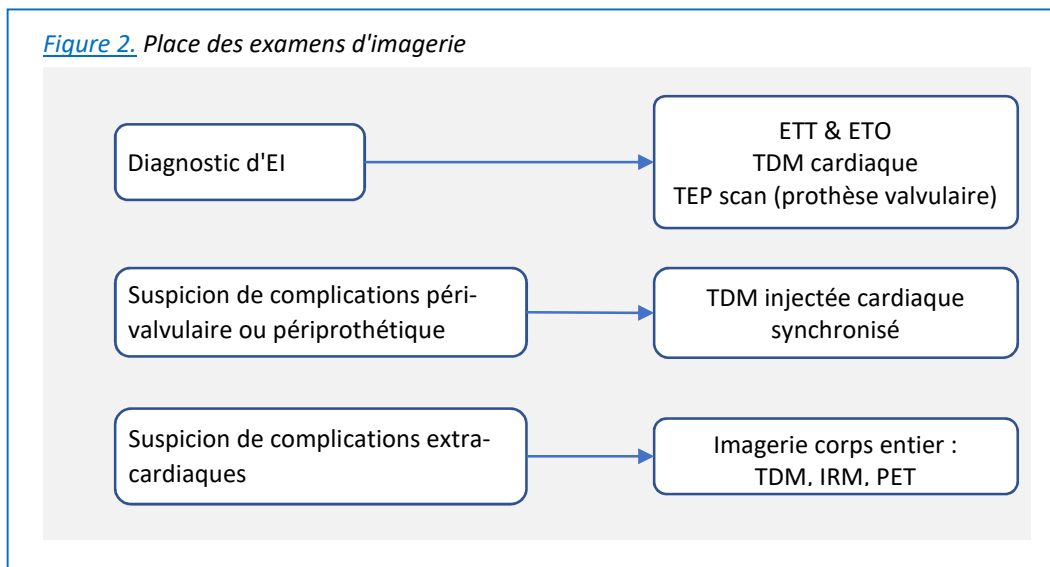 Figure 2. Place des examens d'imagerie
Diagnostic d'EI
ETT & ETO
TDM cardiaque
TEP scan (prothèse valvulaire)
Suspicion de complications péri-
valvulaire ou périprothétique
TDM injectée cardiaque
synchronisé
Suspicion de complications extra-
cardiaques
Imagerie corps entier :
TDM, IRM, PET